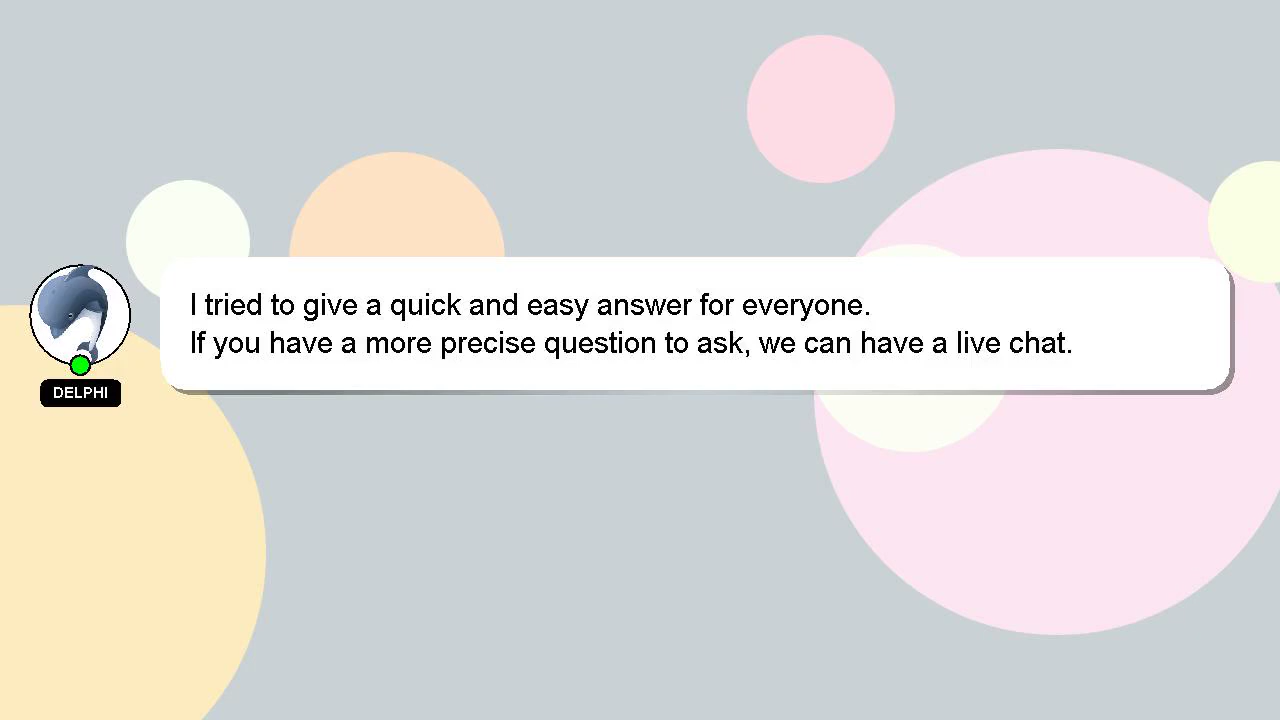 I tried to give a quick and easy answer for everyone.
If you have a more precise question to ask, we can have a live chat.
DELPHI